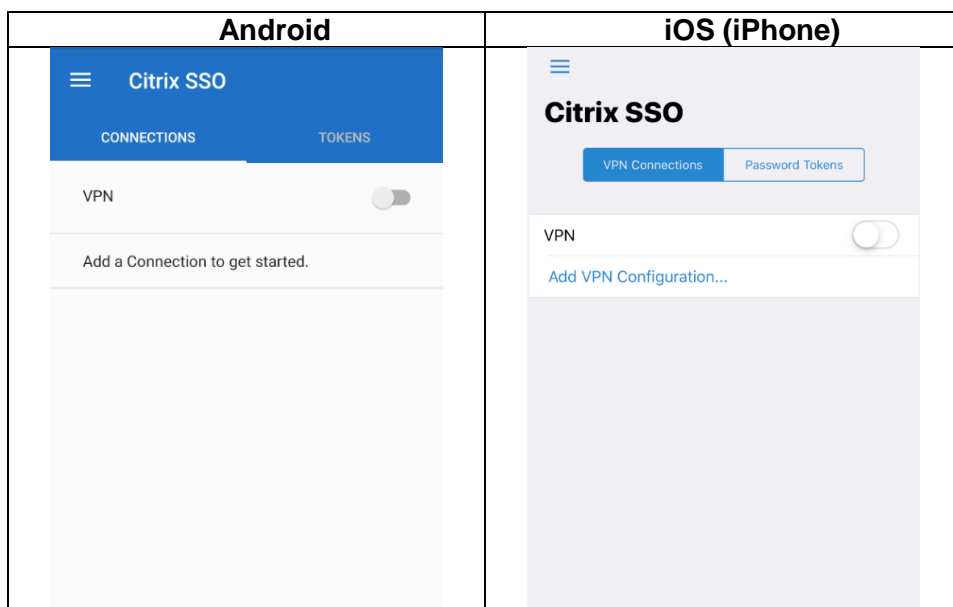 Android
iOS (iPhone)
Citrix SSO
CONNECTIONS TOKENS
VPN
Add a Connection to get started.
Citrix SSO
VPN Connections Password Tokens
VPN
Add VPN Configuration...